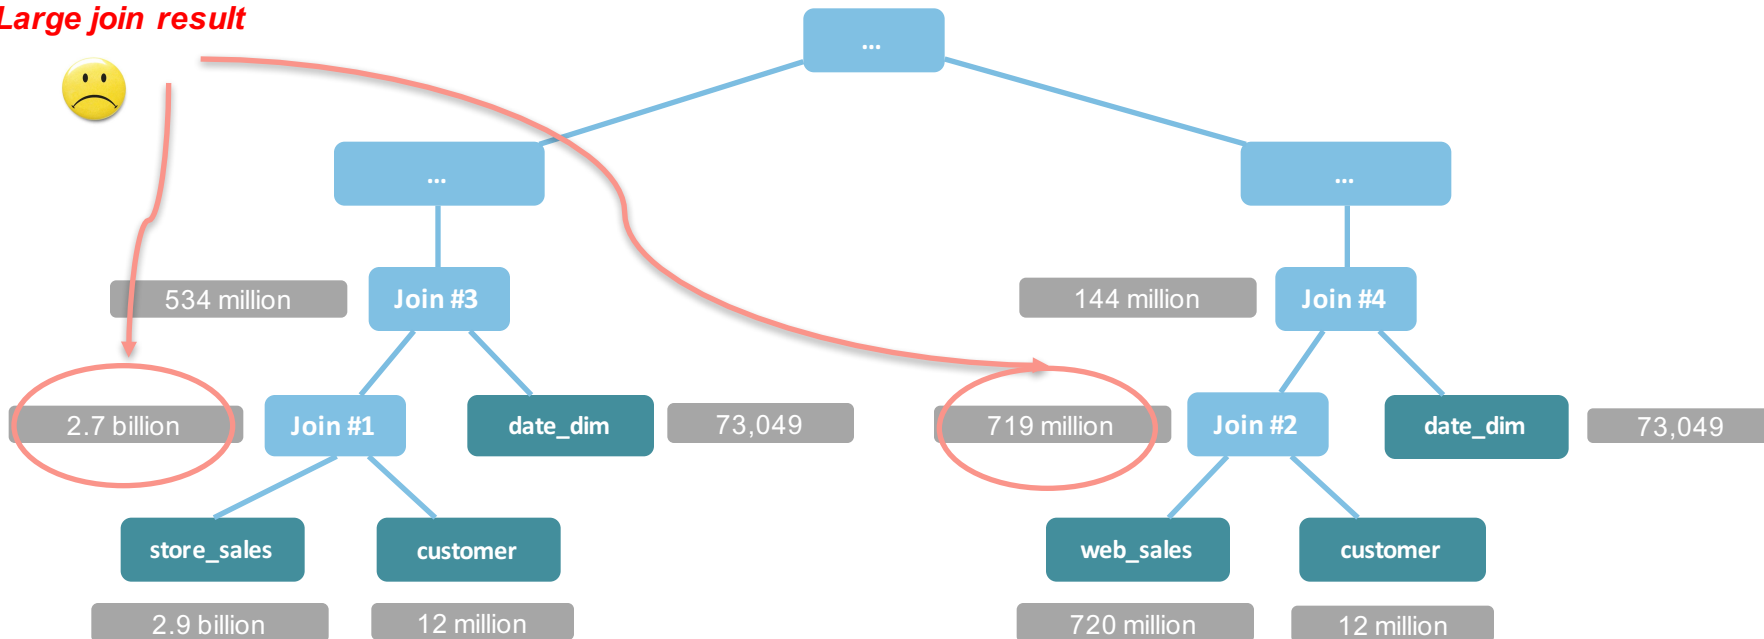 Large join result
...
...
...
534 million
Join #3
144 million
Join #4
2.7 billion
Join #1
date_dim
73,049
719 million
Join #2
date_dim
73,049
store_sales
customer
web_sales
customer
2.9 billion
12 million
720 million
12 million